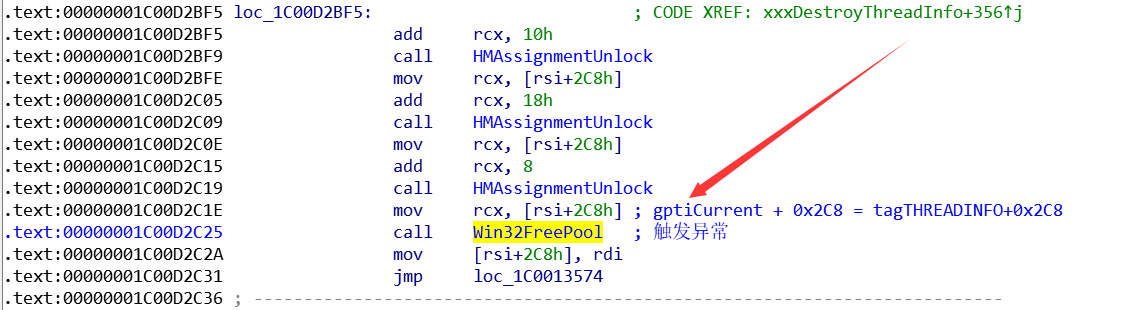 .text:00000001C00D2BF5 loc_1C00D2BF5: ; CODE XREF: xxxDestroyThreadInfo+356↑j
.text:00000001C00D2BF5 add rcx, 10h
.text:00000001C00D2BF9 call HMAssignmentUnlock
.text:00000001C00D2BFE mov rcx, [rsi+2C8h]
.text:00000001C00D2C05 add rcx, 18h
.text:00000001C00D2C09 call HMAssignmentUnlock
.text:00000001C00D2C0E mov rcx, [rsi+2C8h]
.text:00000001C00D2C15 add rcx, 8
.text:00000001C00D2C19 call HMAssignmentUnlock
.text:00000001C00D2C1E mov rcx, [rsi+2C8h] ; gptiCurrent + 0x2C8 = tagTHREADINFO+0x2C8
.text:00000001C00D2C25 call Win32FreePool ; 触发异常
.text:00000001C00D2C2A mov [rsi+2C8h], rdi
.text:00000001C00D2C31 jmp loc_1C0013574
.text:00000001C00D2C36 ; ---------------------------------------------------------------------------